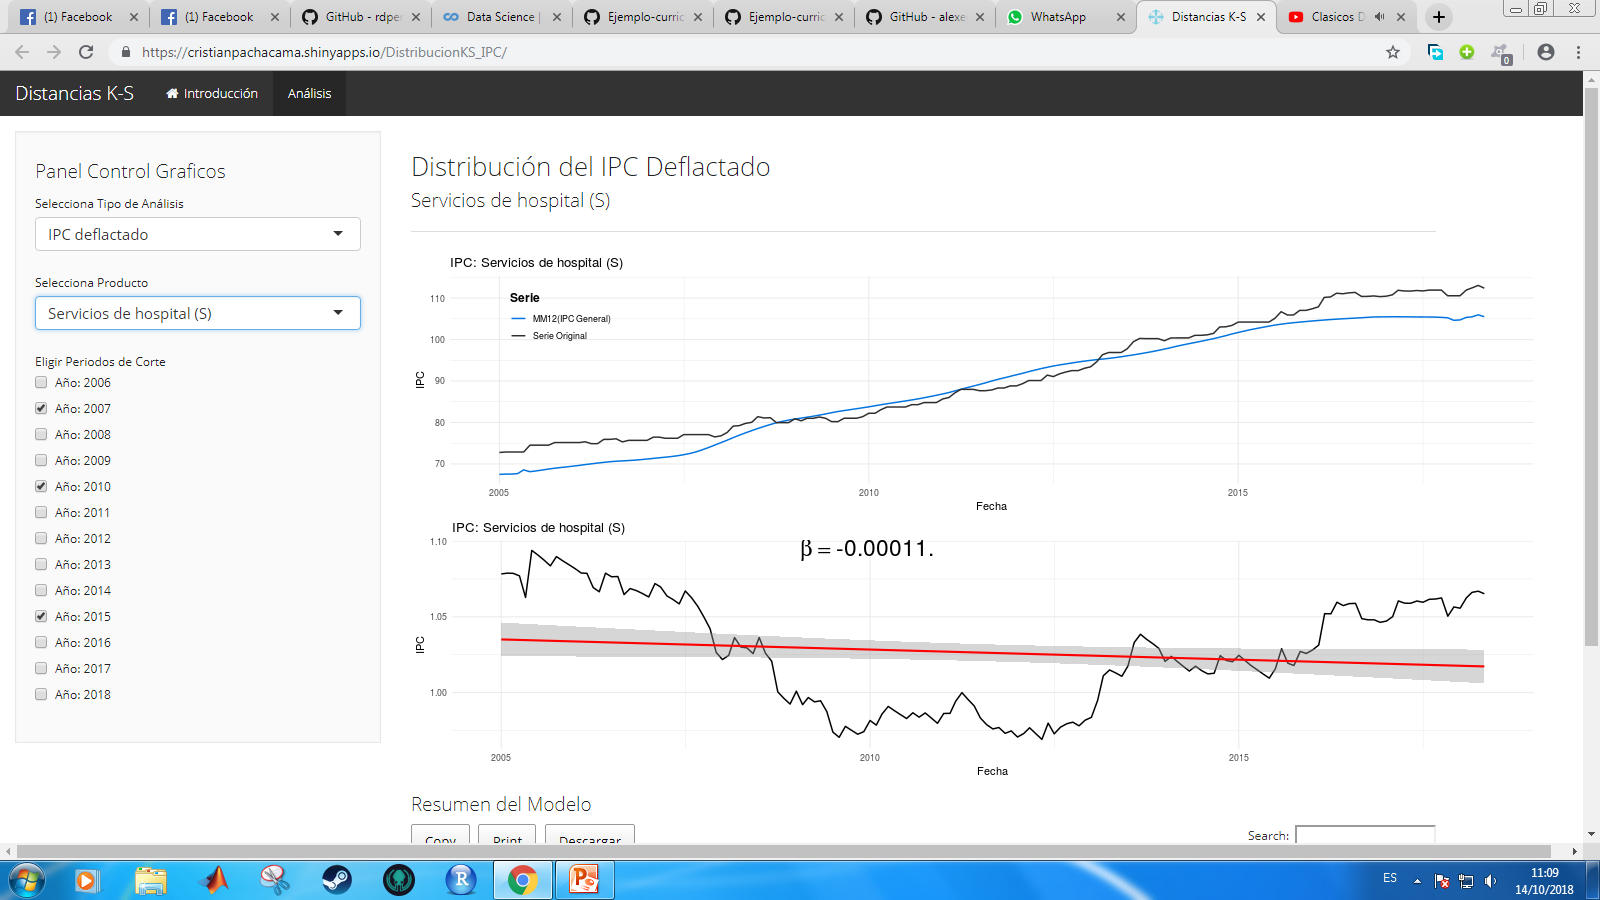 (1) Facebook
(1) Facebook
GitHub - rdpe
Data Science |
Ejemplo-curric
Ejemplo-curric
GitHub - alexe
WhatsApp
Distancias K-S
Clasicos D
https://cristianpachacama.shinyapps.io/DistribucionKS_IPC/
0
Distancias K-S
Introducción
Análisis
Panel Control Graficos
Selecciona Tipo de Análisis
IPC deflactado
Selecciona Producto
Servicios de hospital (S)
Eligir Periodos de Corte
Año: 2006
Año: 2007
Año: 2008
Año: 2009
Año: 2010
Año: 2011
Año: 2012
Año: 2013
Año: 2014
Año: 2015
Año: 2016
Año: 2017
Año: 2018
Distribución del IPC Deflactado
Servicios de hospital (S)
IPC: Servicios de hospital (S)
Serie
MM12(IPC General)
Serie Original
110
100
90
80
70
IPC
2005
2010
2015
Fecha
IPC: Servicios de hospital (S)
β = -0.00011.
1.10
1.05
1.00
IPC
2005
2010
2015
Fecha
Resumen del Modelo
Copy
Print
Descargar
Search:
ES
11:09
14/10/2018